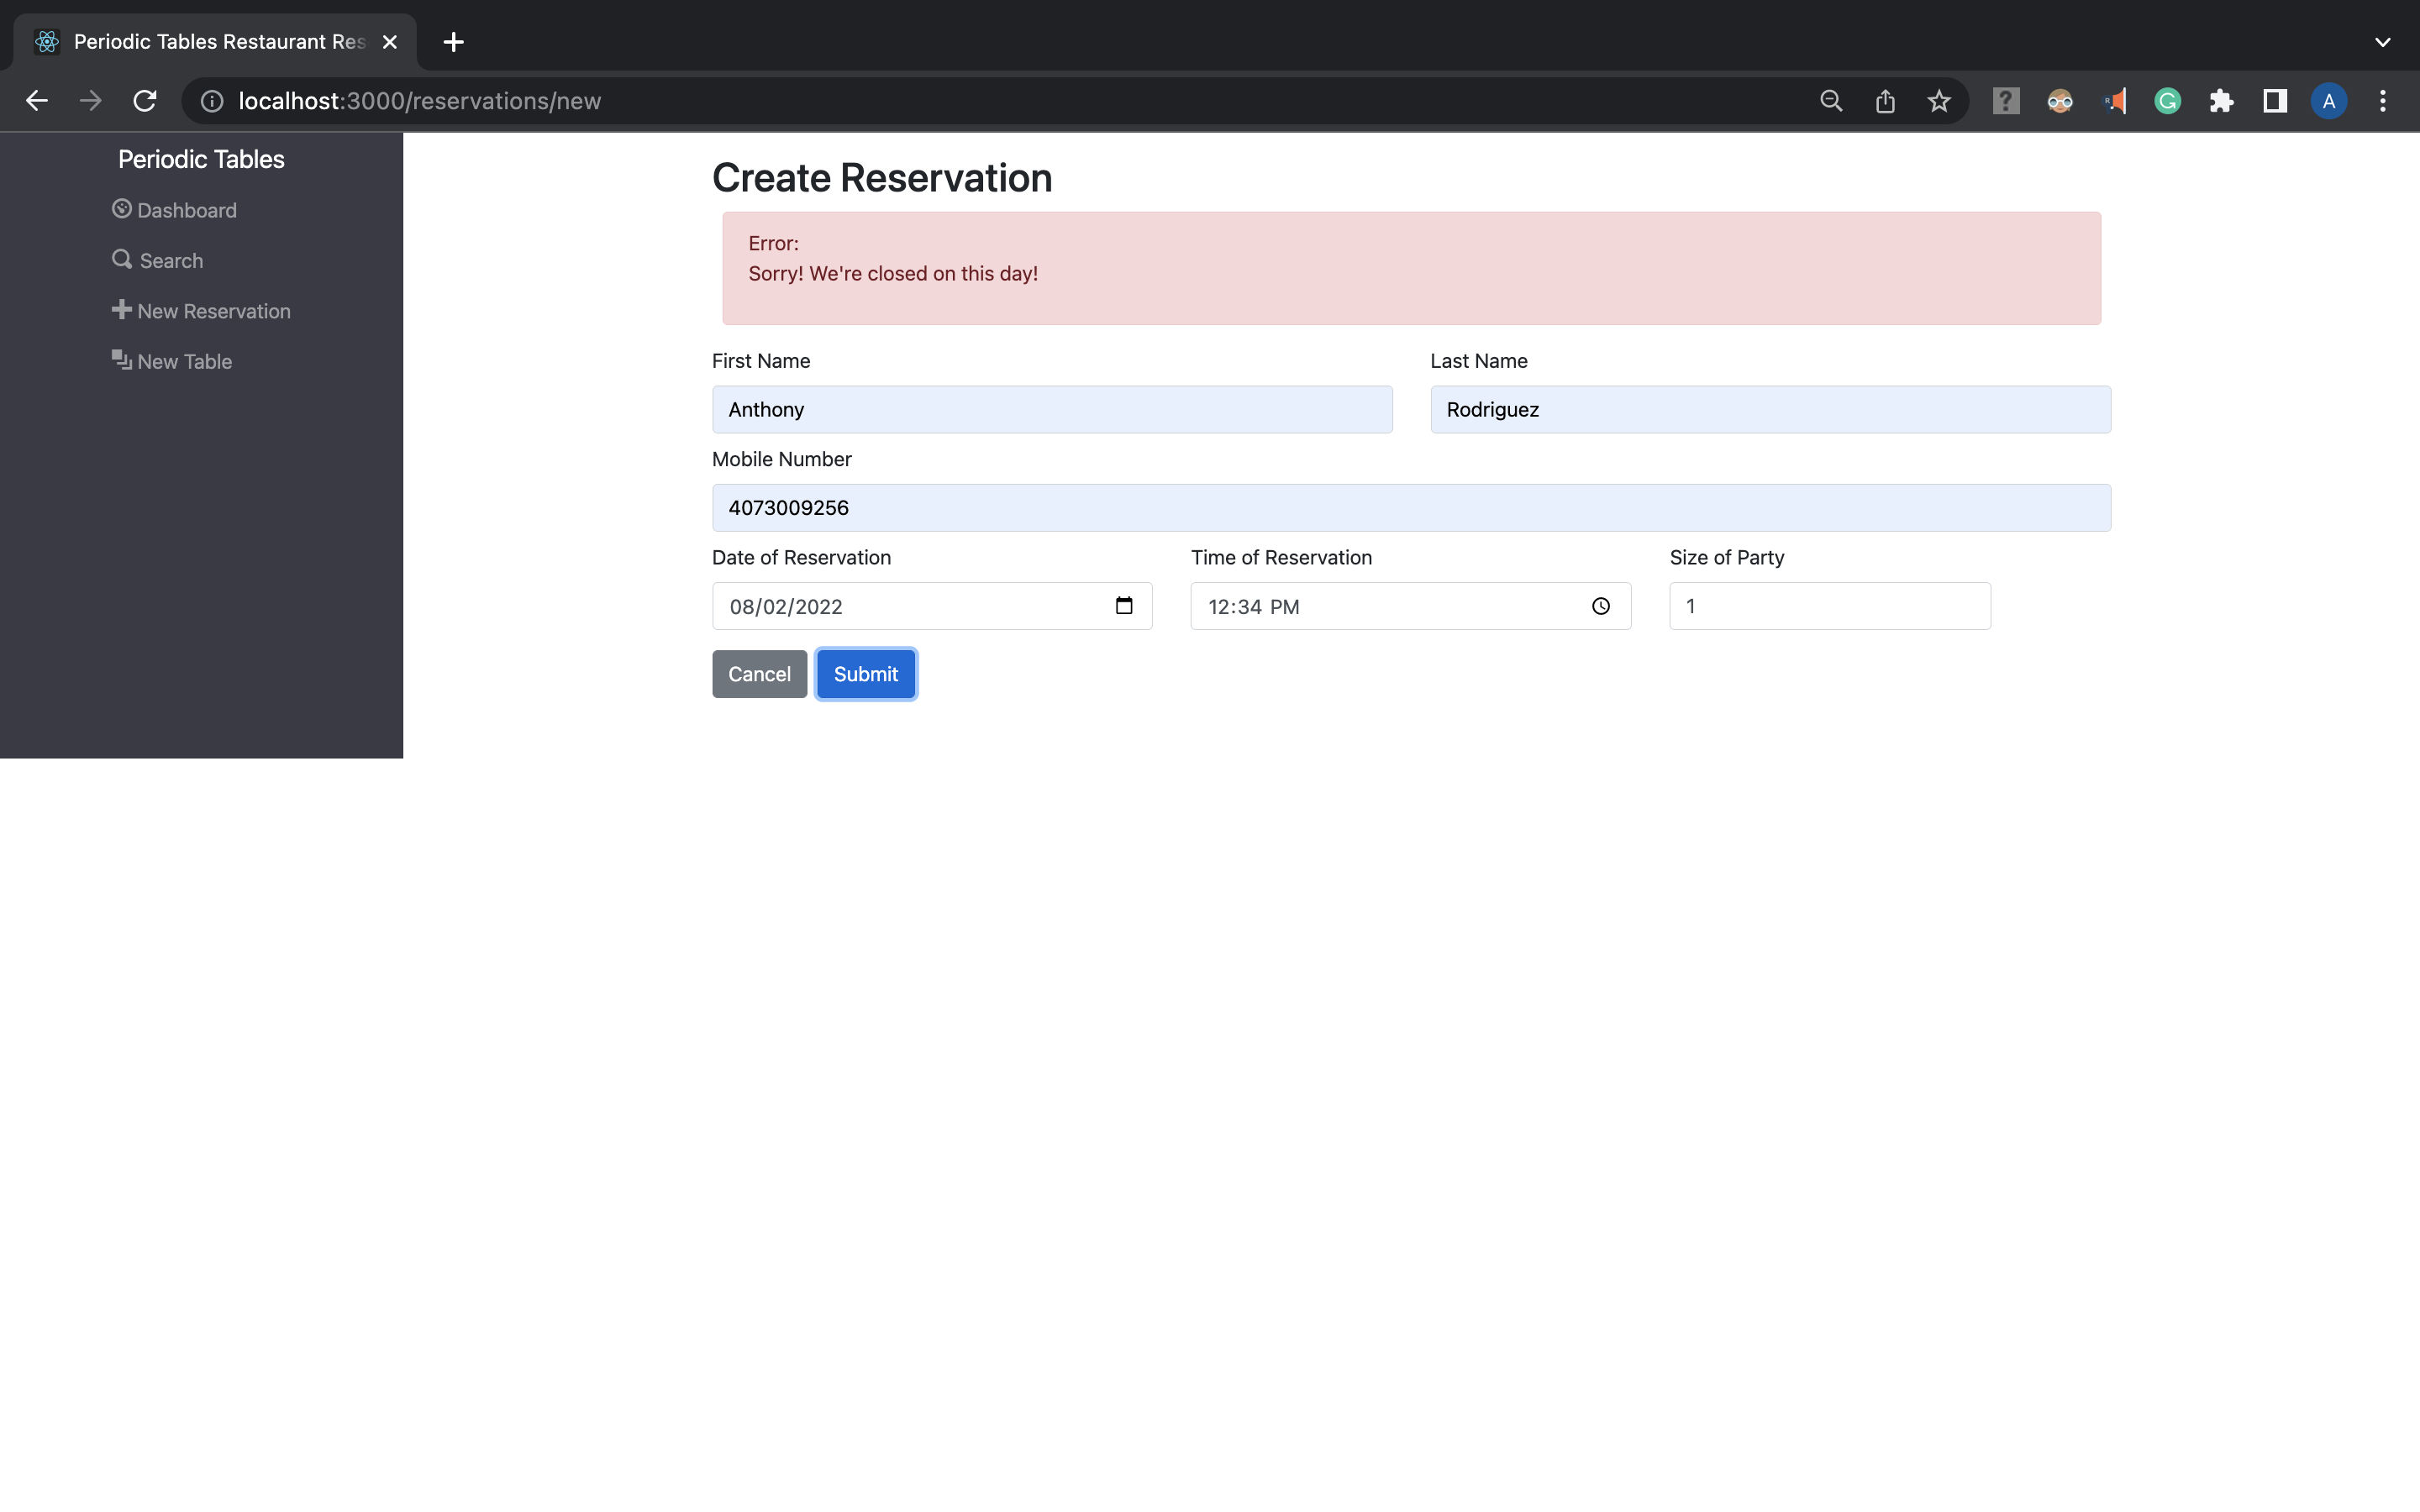 Periodic Tables Restaurant Res
localhost:3000/reservations/new
A
Periodic Tables
Dashboard
Search
New Reservation
New Table
Create Reservation
Error:
Sorry! We're closed on this day!
First Name
Last Name
Anthony
Rodriguez
Mobile Number
4073009256
Date of Reservation
Time of Reservation
Size of Party
08/02/2022
12:34 PM
1
Cancel
Submit